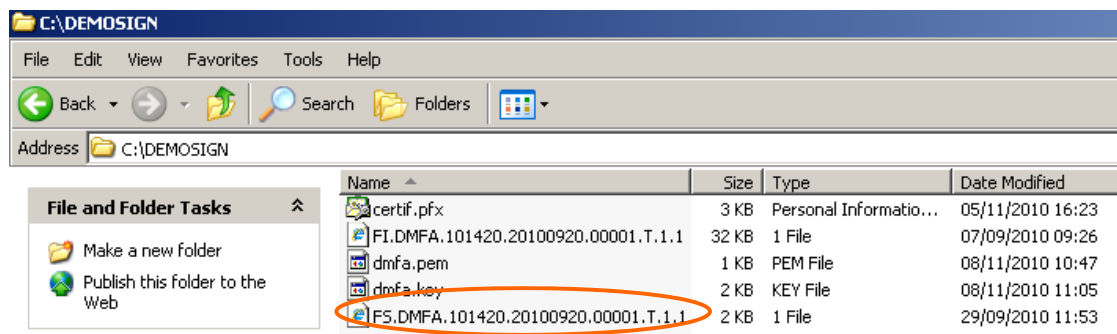 C:\DEMOSIGN
File Edit View Favorites Tools Help
Back Search Folders
Address C:\DEMOSIGN
Name Size Type Date Modified
File and Folder Tasks
Make a new folder
Publish this folder to the
Web
certif.pfx 3 KB Personal Informatio... 05/11/2010 16:23
FI.DMFA.101420.20100920.00001.T.1.1 32 KB 1 File 07/09/2010 09:26
dmfa.pem 1 KB PEM File 08/11/2010 10:47
dmfa.key 2 KB KEY File 08/11/2010 11:05
FS.DMFA.101420.20100920.00001.T.1.1 2 KB 1 File 29/09/2010 11:53